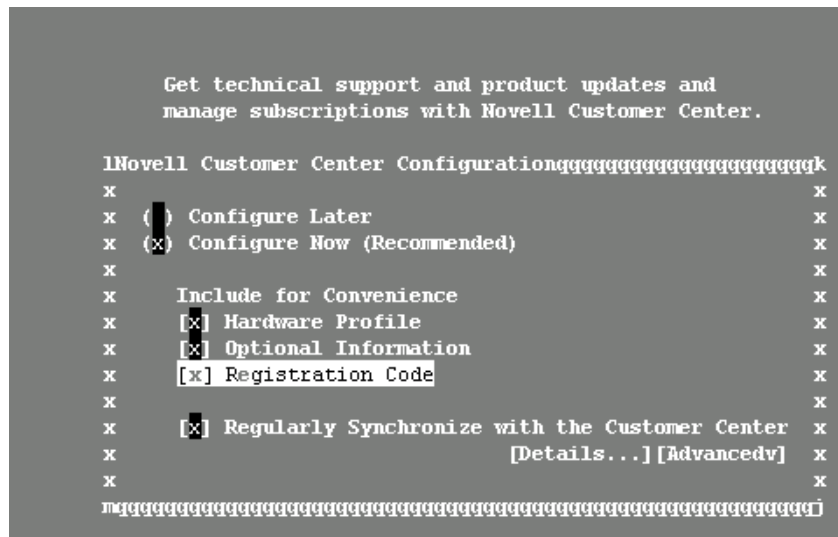 Get technical support and product updates and
manage subscriptions with Novell Customer Center.
lNovell Customer Center Configurationqqqqqqqqqqqqqqqqqqqqqk
x x
x ( ) Configure Later x
x (x) Configure Now (Recommended) x
x x
x Include for Convenience x
x [x] Hardware Profile x
x [x] Optional Information x
x [x] Registration Code x
x x
x [x] Regularly Synchronize with the Customer Center x
x [Details...][Advancedv] x
x x
mqqqqqqqqqqqqqqqqqqqqqqqqqqqqqqqqqqqqqqqqqqqqqqqqqqqqqqqqqj